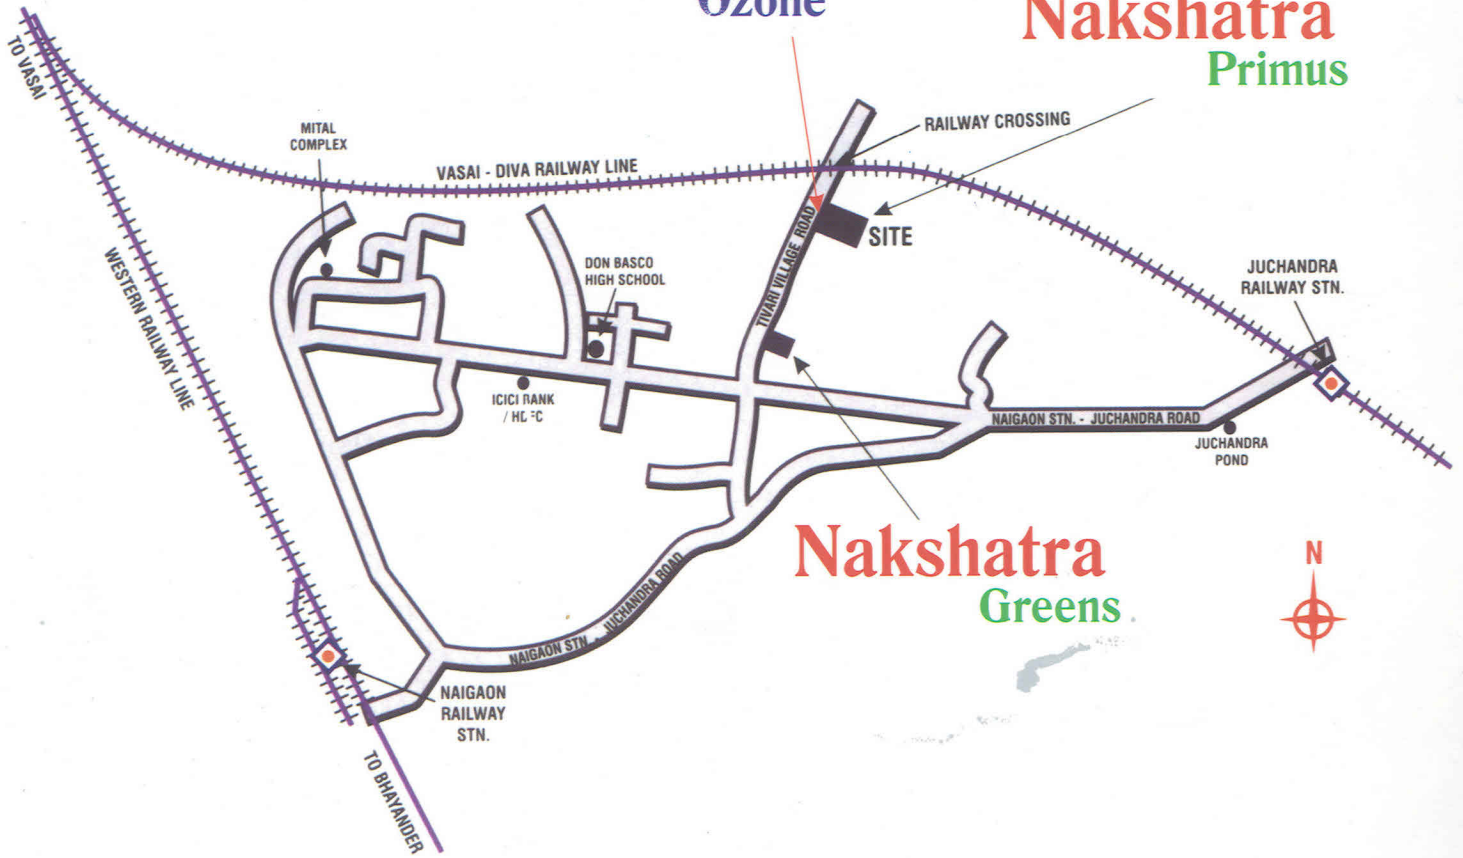 Ozone
Nakshatra
Primus
TO VASAI
RAILWAY CROSSING
MITAL
COMPLEX
VASAI - DIVA RAILWAY LINE
SITE
TIVARI VILLAGE ROAD
DON BASCO
HIGH SCHOOL
WESTERN RAILWAY LINE
JUCHANDRA
RAILWAY STN.
ICICI BANK
/ HDFC
NAIGAON STN. - JUCHANDRA ROAD
JUCHANDRA
POND
Nakshatra
Greens
N
NAIGAON STN. - JUCHANDRA ROAD
NAIGAON
RAILWAY
STN.
TO BHAYANDER